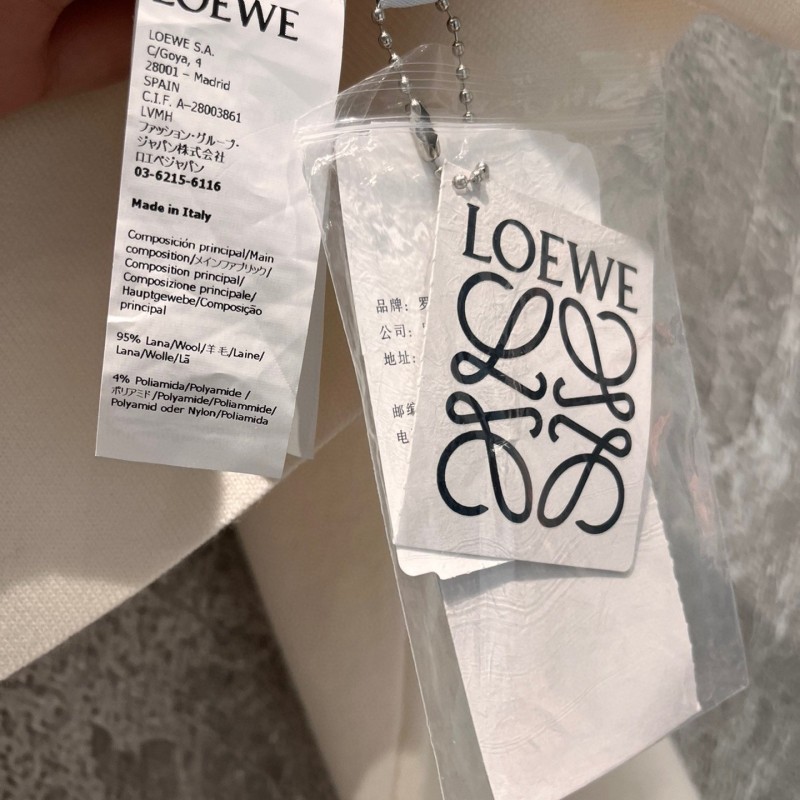 LOEWE
LOEWE S.A.
C/Goya, 4
28001 - Madrid
SPAIN
C.I.F. A-28003861
LVMH
ファッション・グループ・
ジャパン株式会社
ロエベジャパン
03-6215-6116
Made in Italy
Composición principal/Main
composition/メインファブリック/
Composition principal/
Composizione principale/
Hauptgewebe/Composição
principal
95% Lana/Wool/羊毛/Laine/
Lana/Wolle/Lã
4% Poliamida/Polyamide /
ポリアミド/Polyamide/Poliammide/
Polyamid oder Nylon/Poliamida
品牌: 罗
公司:
地址:
邮编
电
LOEWE